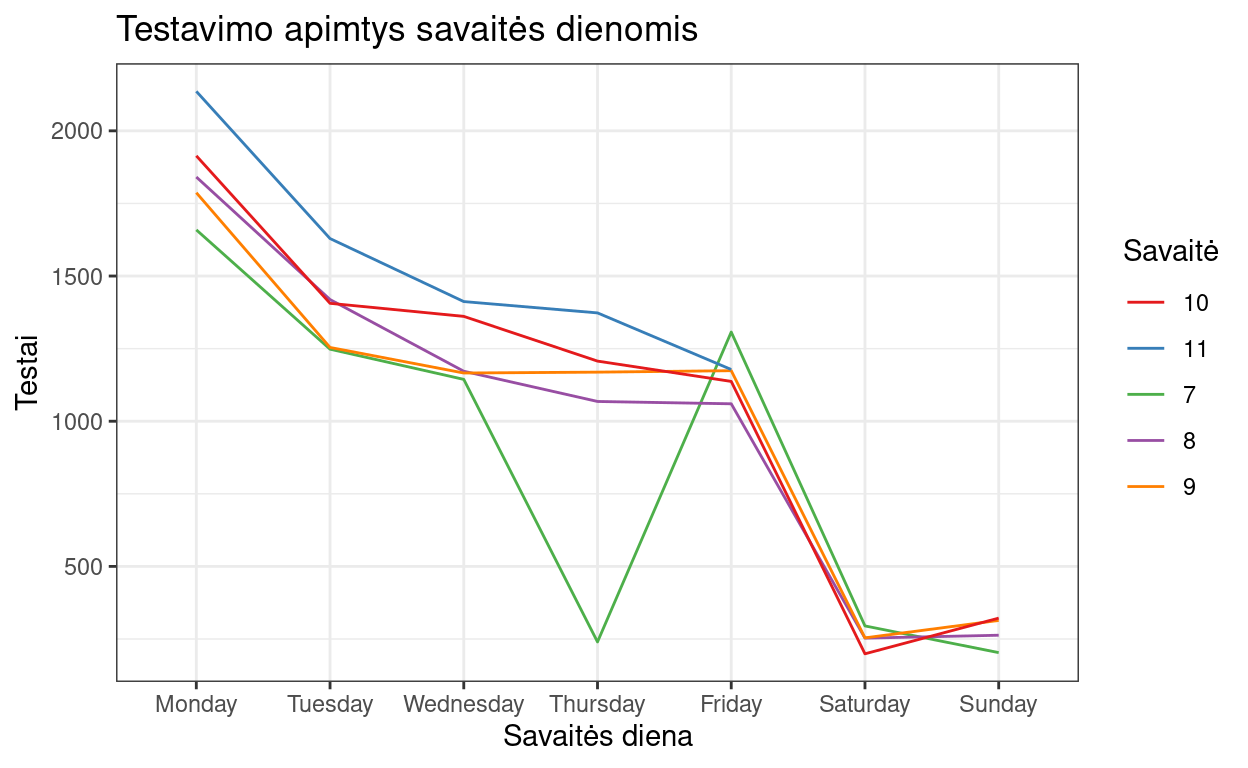 Testavimo apimtys savaitės dienomis
Testai
2000
1500
1000
500
Monday Tuesday Wednesday Thursday Friday Saturday Sunday
Savaitės diena
Savaitė
10
11
7
8
9